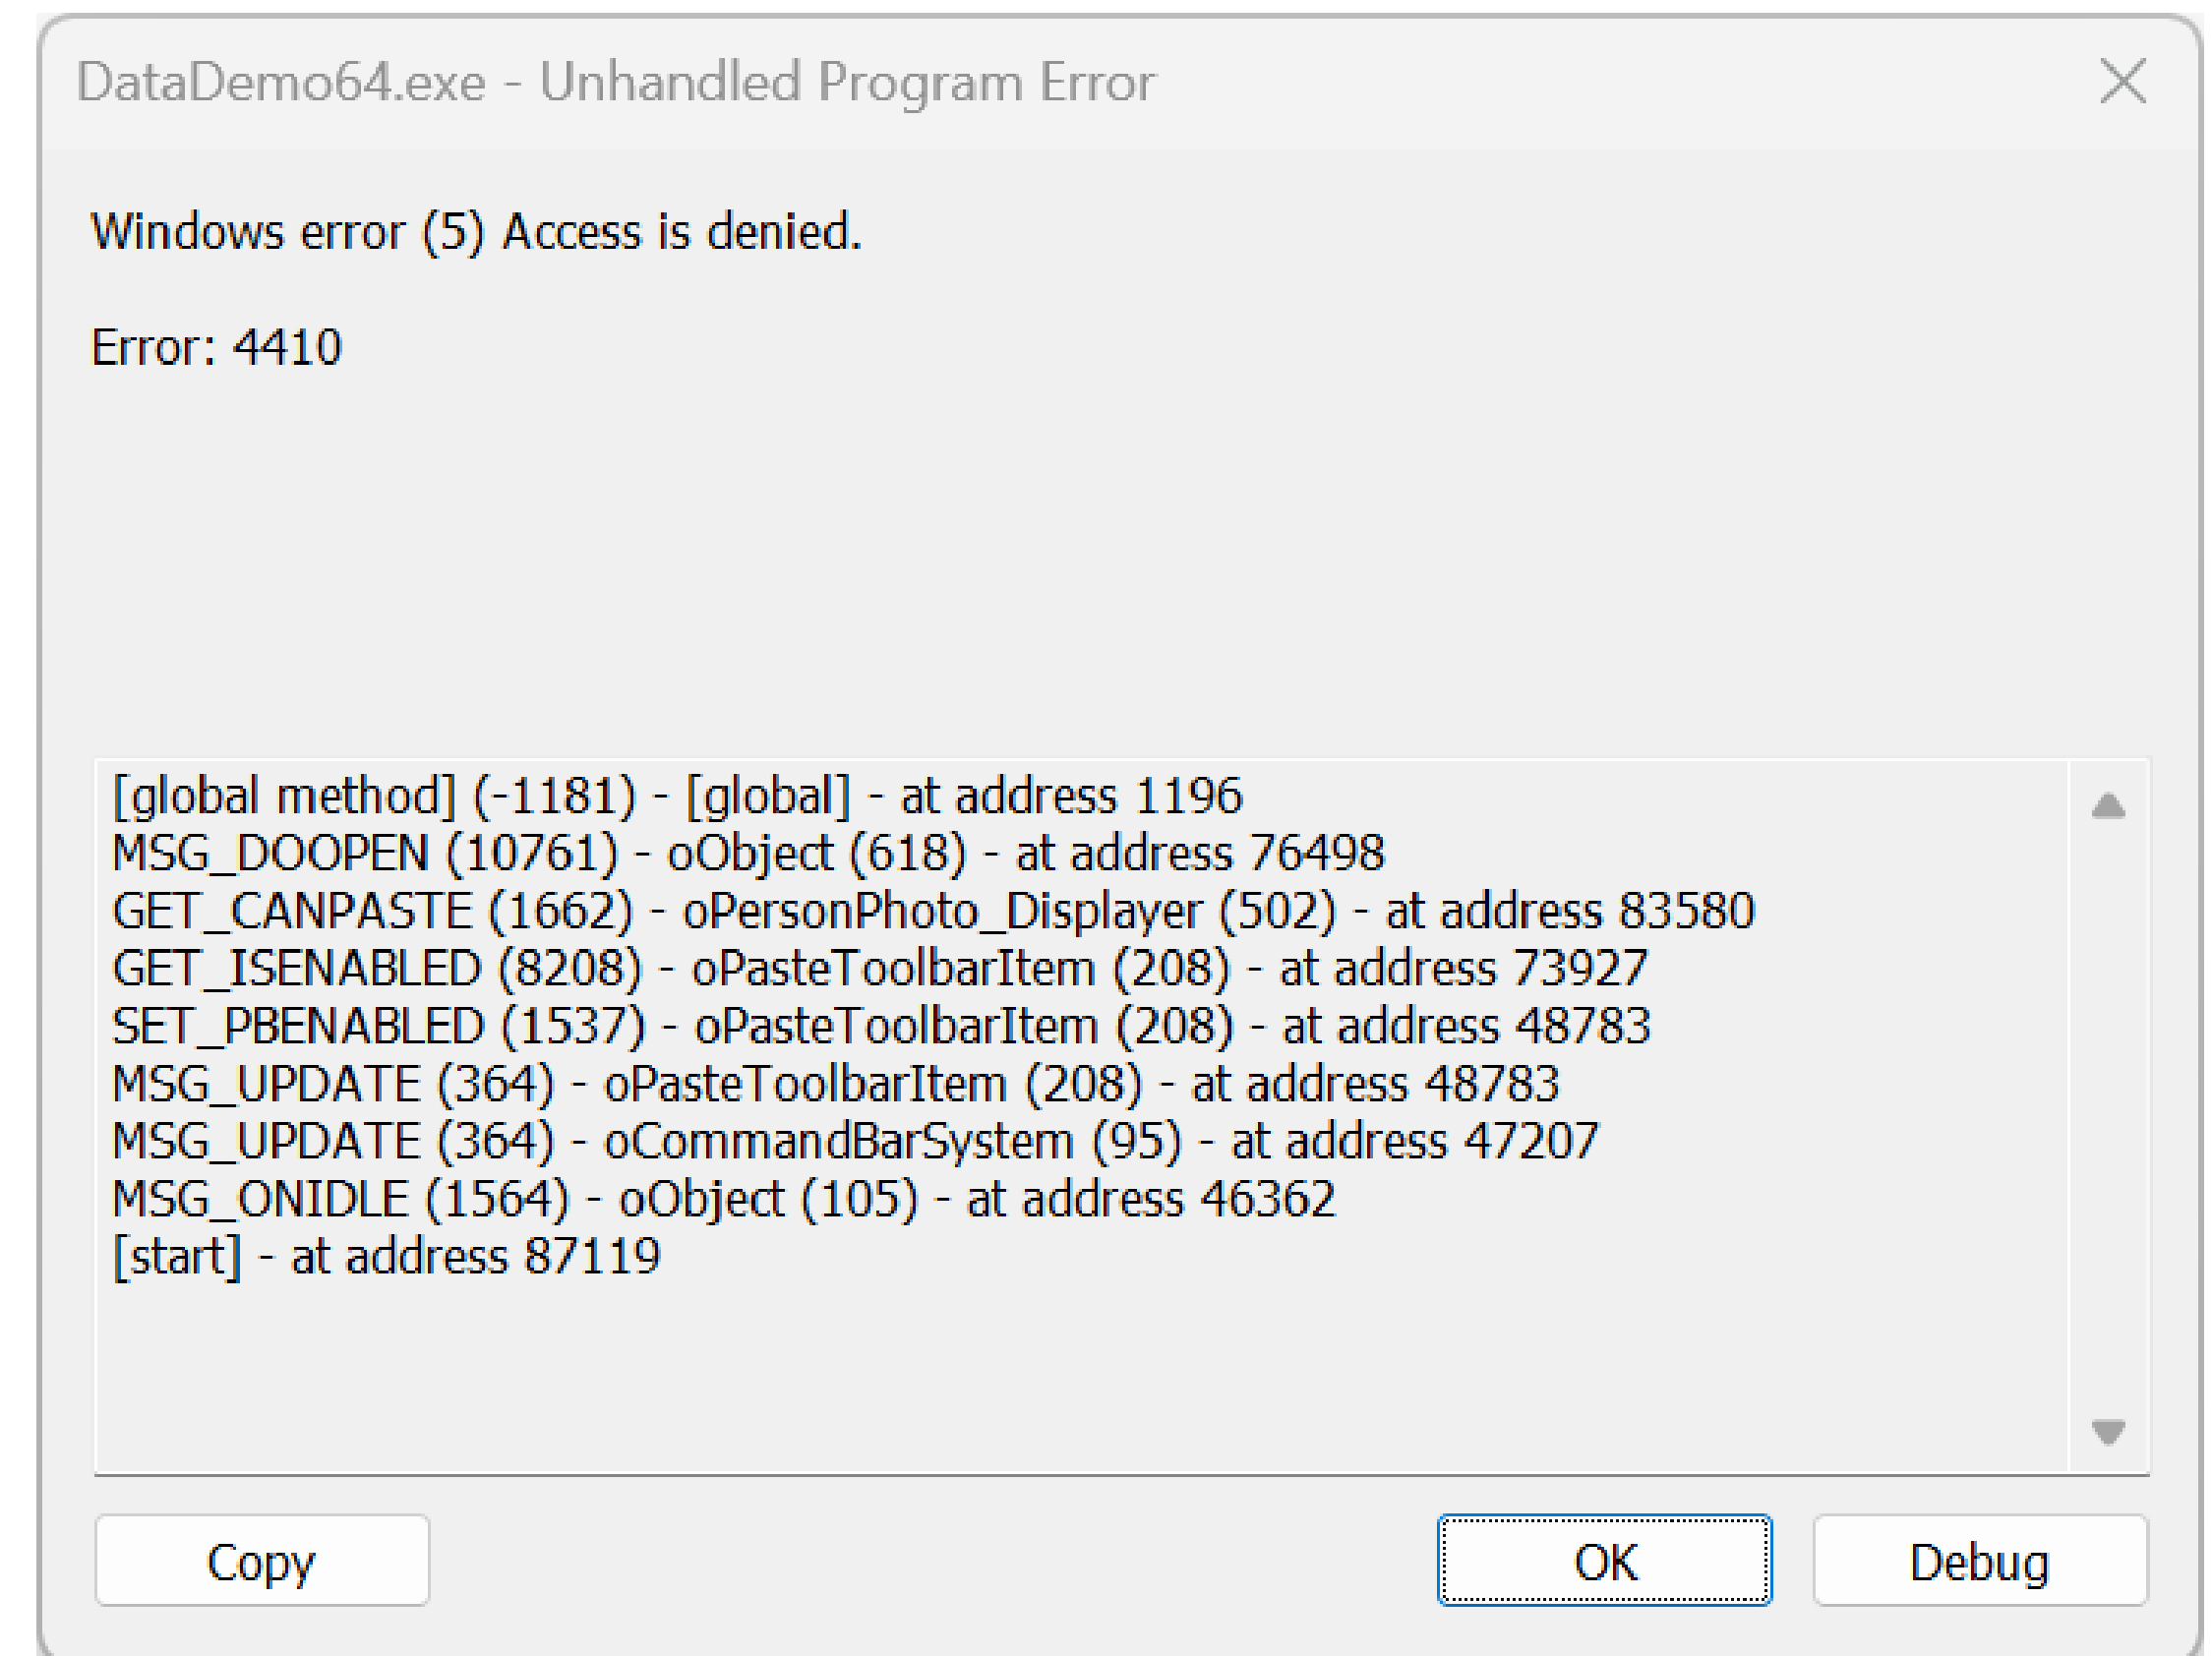 DataDemo64.exe - Unhandled Program Error
Windows error (5) Access is denied.
Error: 4410
[global method] (-1181) - [global] - at address 1196
MSG_DOOPEN (10761) - oObject (618) - at address 76498
GET_CANPASTE (1662) - oPersonPhoto_Displayer (502) - at address 83580
GET_ISENABLED (8208) - oPasteToolbarItem (208) - at address 73927
SET_PBENABLED (1537) - oPasteToolbarItem (208) - at address 48783
MSG_UPDATE (364) - oPasteToolbarItem (208) - at address 48783
MSG_UPDATE (364) - oCommandBarSystem (95) - at address 47207
MSG_ONIDLE (1564) - oObject (105) - at address 46362
[start] - at address 87119
Copy OK Debug